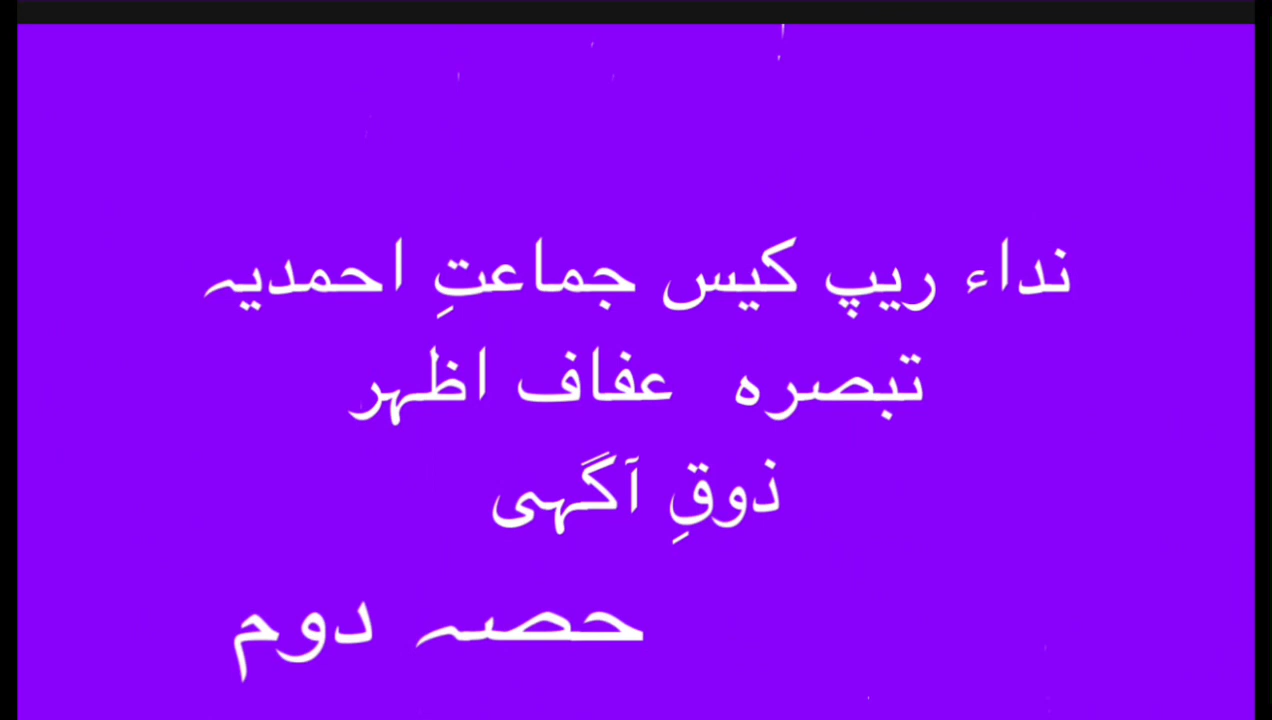 نداء ریپ کیس جماعتِ احمدیہ
تبصرہ عفاف اظہر
ذوقِ آگہی
حصہ دوم